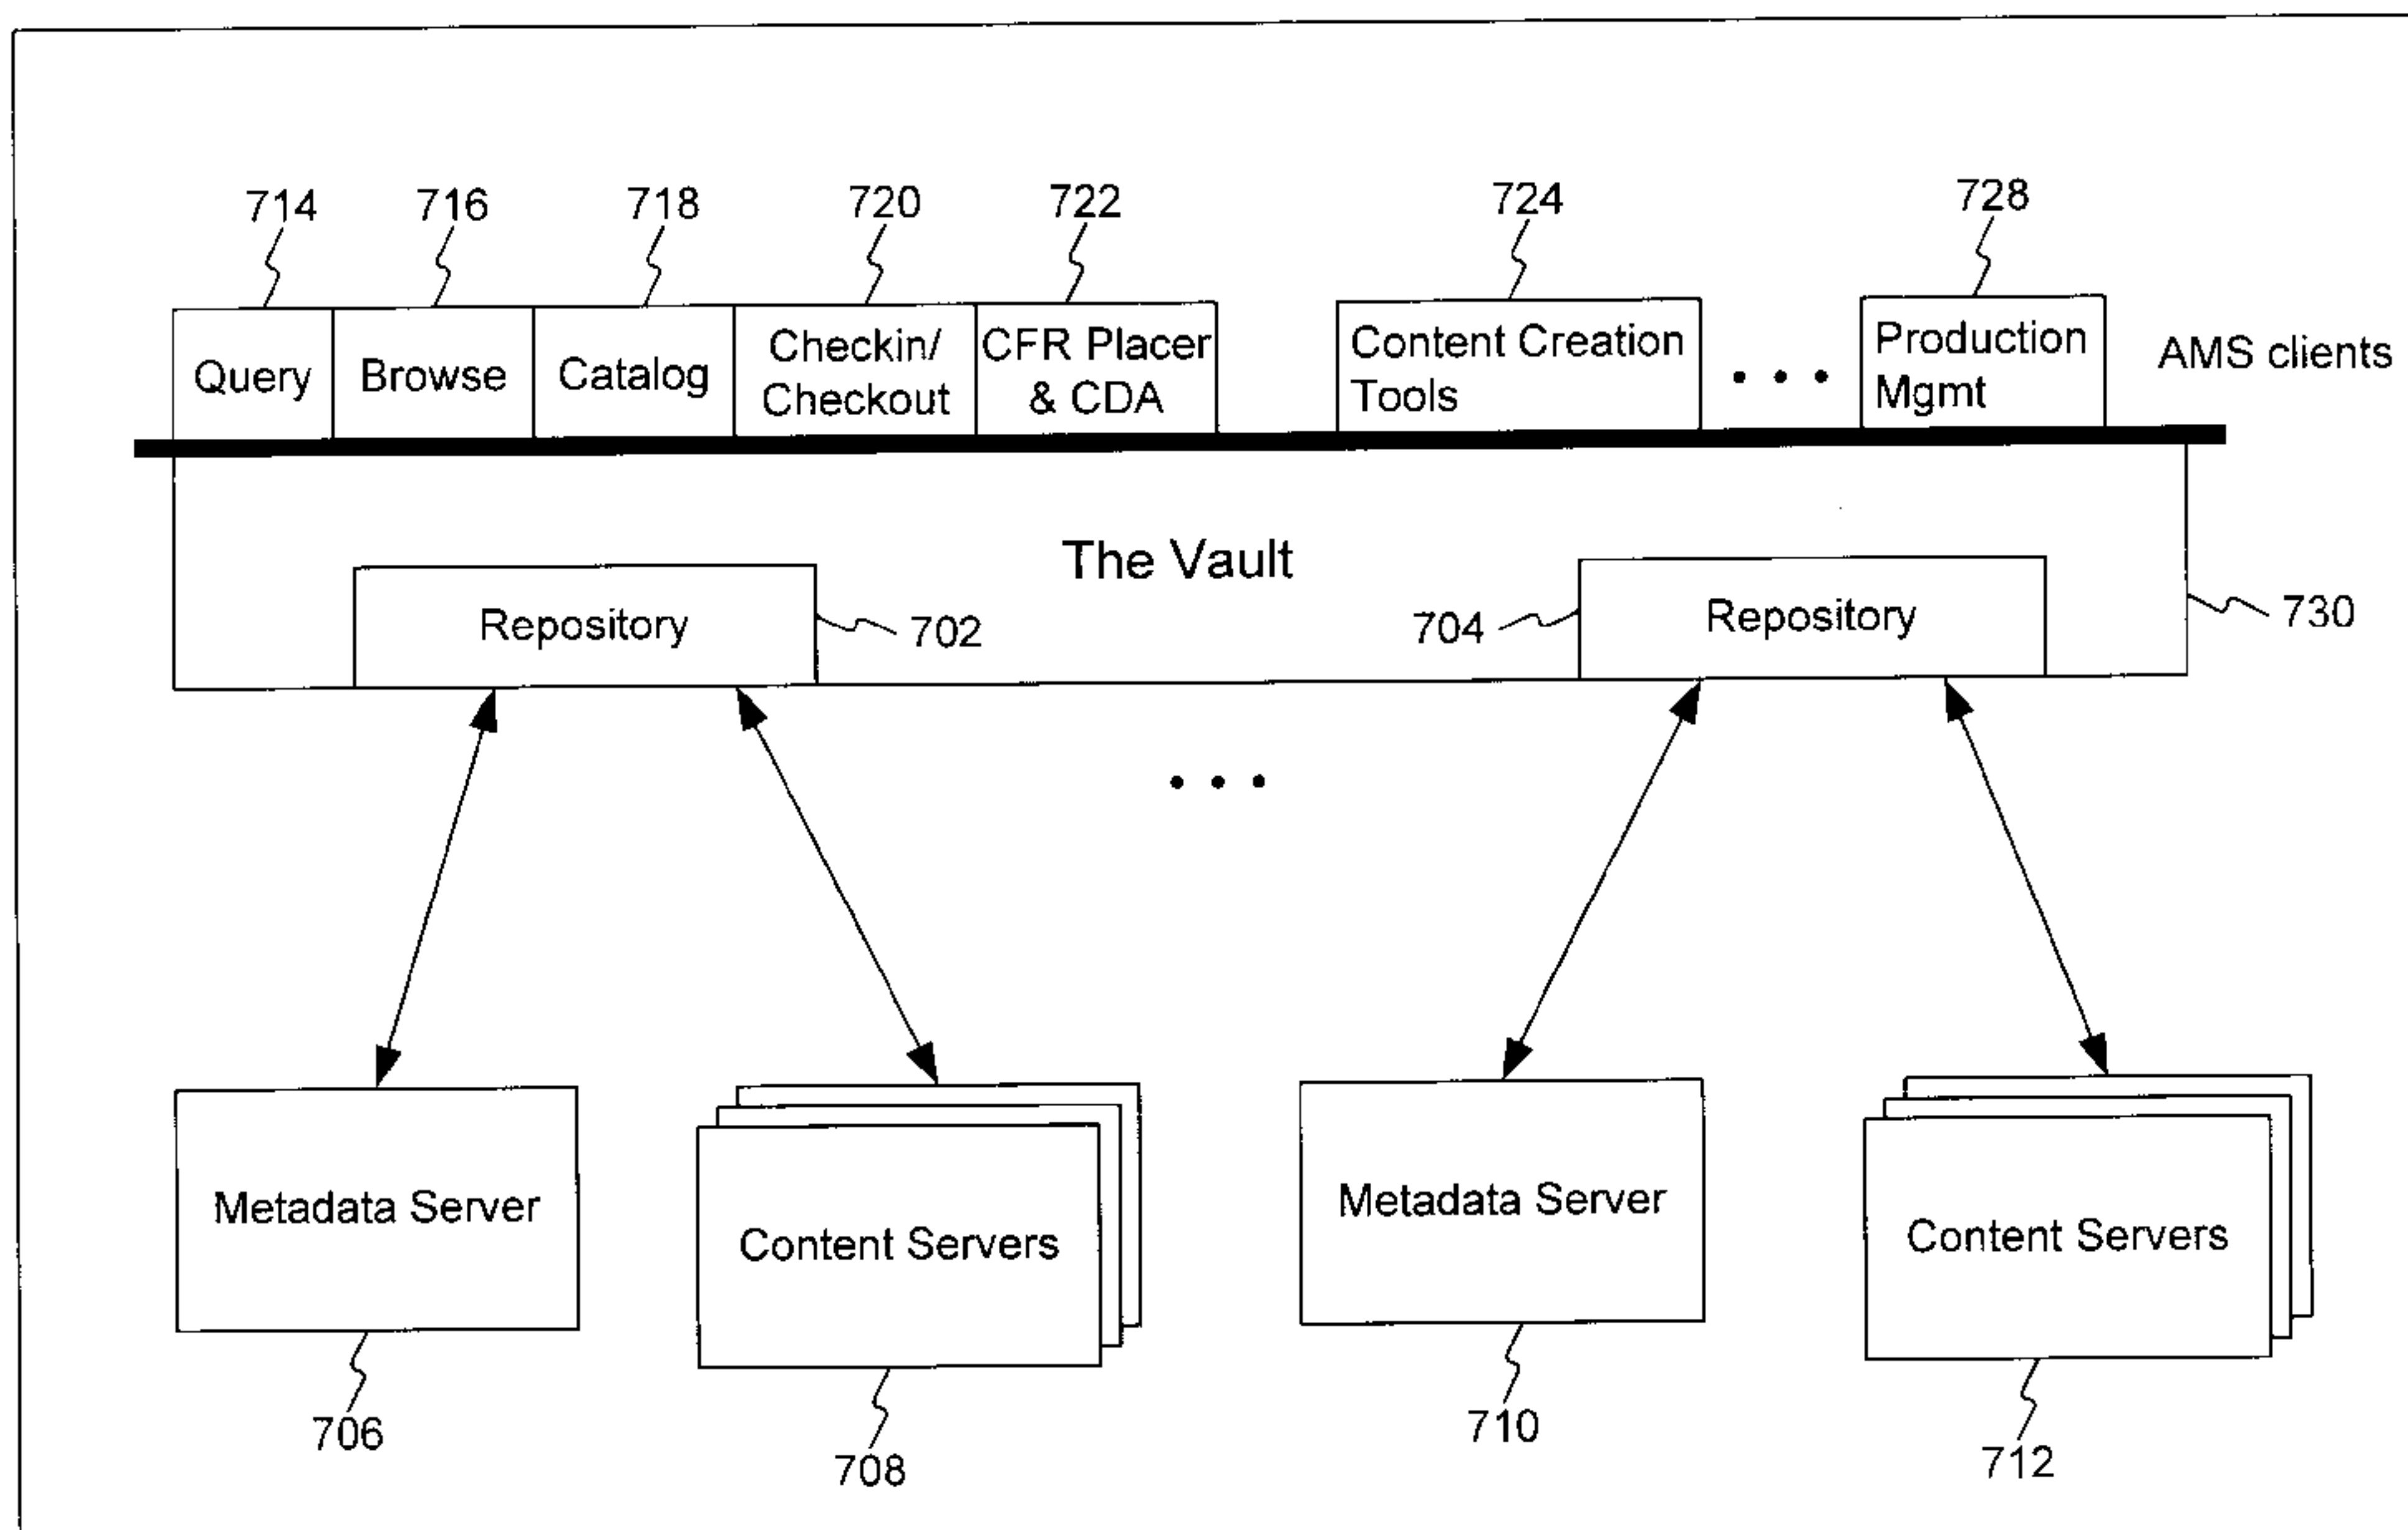 714 716 718 720 722 724 728
Query Browse Catalog Checkin/
Checkout CFR Placer
& CDA Content Creation
Tools • • • Production
Mgmt AMS clients
The Vault
Repository 702 704 Repository 730
• • •
Metadata Server Content Servers Metadata Server Content Servers
706 708 710 712